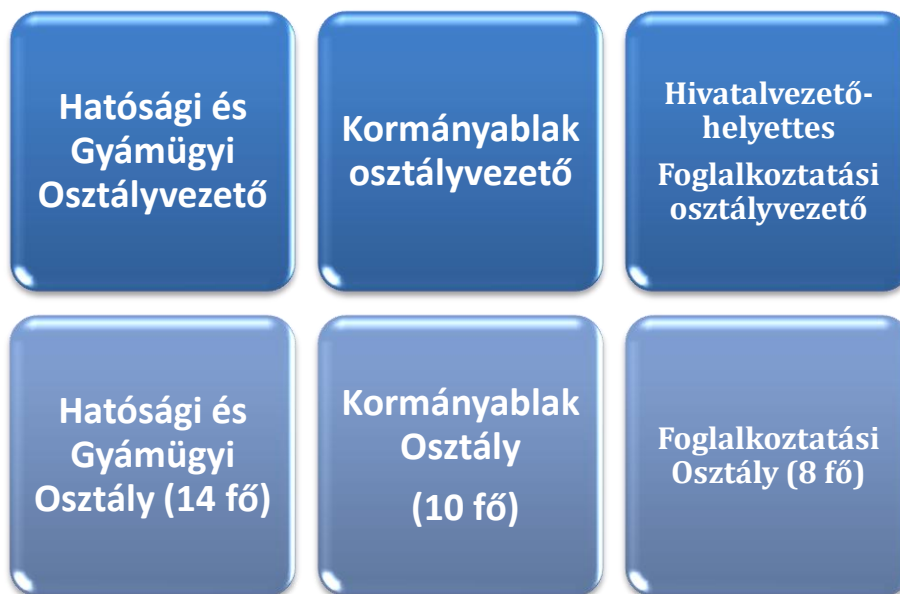 Hatósági és
Gyámügyi
Osztályvezető
Kormányablak
osztályvezető
Hivatalvezető-
helyettes
Foglalkoztatási
osztályvezető
Hatósági és
Gyámügyi
Osztály (14 fő)
Kormányablak
Osztály
(10 fő)
Foglalkoztatási
Osztály (8 fő)